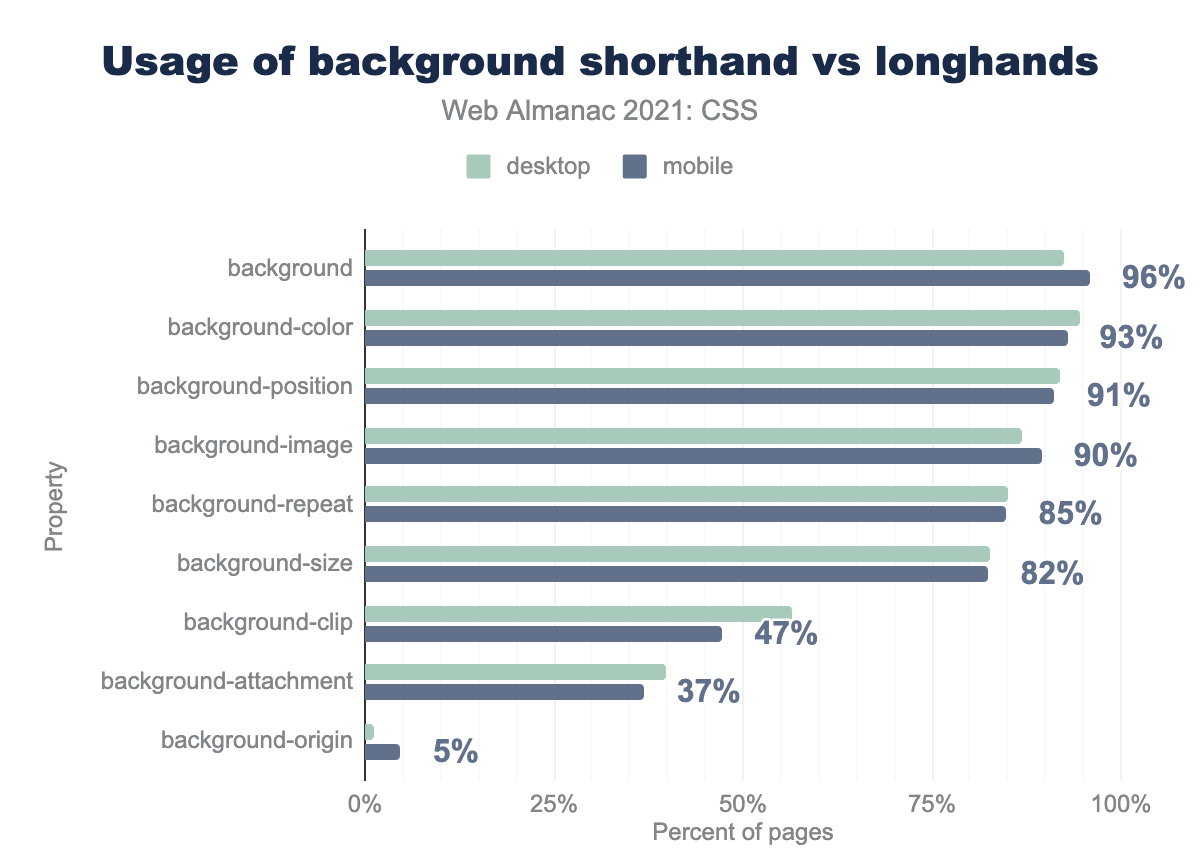 Usage of background shorthand vs longhands
Web Almanac 2021: CSS
desktop mobile
background 96%
background-color 93%
background-position 91%
background-image 90%
background-repeat 85%
background-size 82%
background-clip 47%
background-attachment 37%
background-origin 5%
Property
0% 25% 50% 75% 100%
Percent of pages